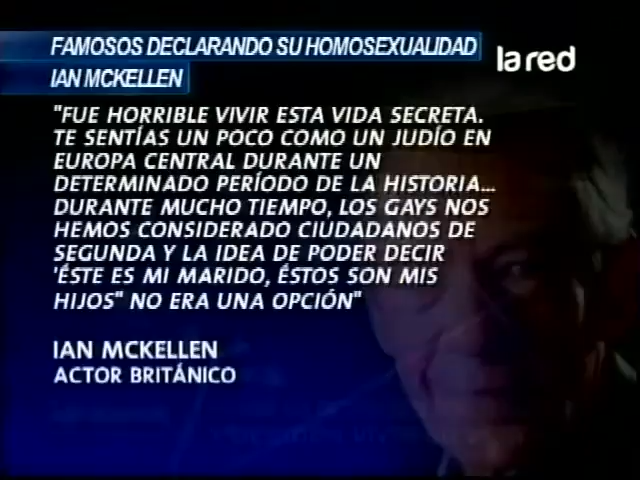 FAMOSOS DECLARANDO SU HOMOSEXUALIDAD
la red
IAN MCKELLEN
"FUE HORRIBLE VIVIR ESTA VIDA SECRETA.
TE SENTÍAS UN POCO COMO UN JUDÍO EN
EUROPA CENTRAL DURANTE UN
DETERMINADO PERÍODO DE LA HISTORIA...
DURANTE MUCHO TIEMPO, LOS GAYS NOS
HEMOS CONSIDERADO CIUDADANOS DE
SEGUNDA Y LA IDEA DE PODER DECIR
'ÉSTE ES MI MARIDO, ÉSTOS SON MIS
HIJOS" NO ERA UNA OPCIÓN"
IAN MCKELLEN
ACTOR BRITÁNICO